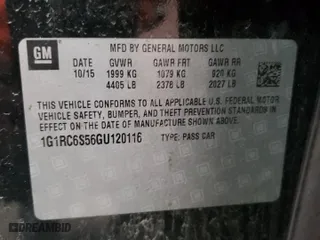 GM
MFD BY GENERAL MOTORS LLC
DATE GVWR GAWR FRT GAWR RR
10/15 1999 KG 1079 KG 920 KG
4405 LB 2378 LB 2027 LB
THIS VEHICLE CONFORMS TO ALL APPLICABLE U.S. FEDERAL MOTOR
VEHICLE SAFETY, BUMPER, AND THEFT PREVENTION STANDARDS IN
EFFECT ON THE DATE OF MANUFACTURE SHOWN ABOVE.
1G1RC6S56GU120116 TYPE: PASS CAR